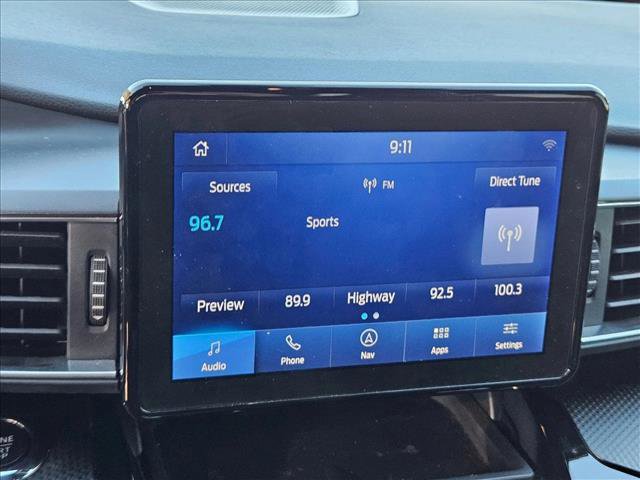 9:11
Sources
FM
Direct Tune
96.7
Sports
Preview 89.9 Highway 92.5 100.3
Audio Phone Nav Apps Settings